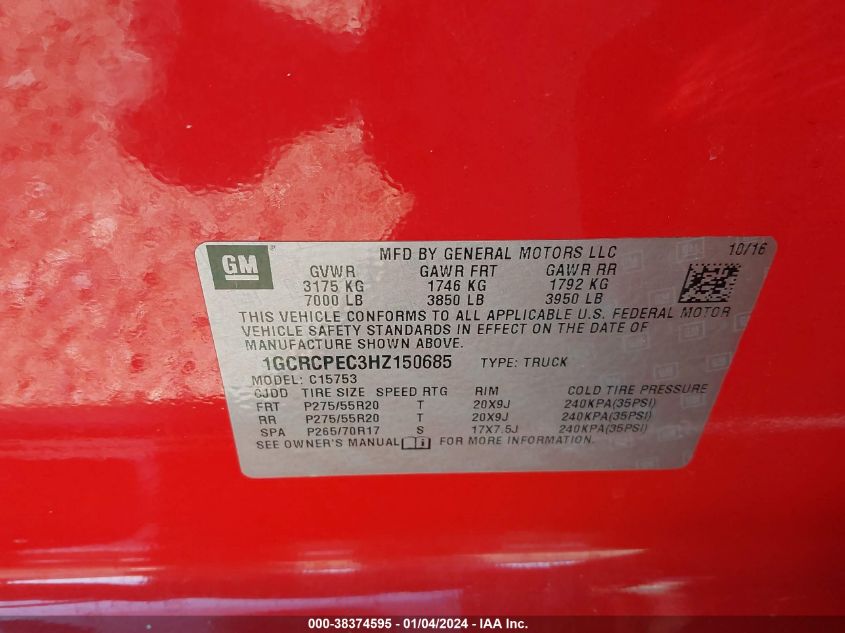 GM
MFD BY GENERAL MOTORS LLC 10/16
GVWR GAWR FRT GAWR RR
3175 KG 1746 KG 1792 KG
7000 LB 3850 LB 3950 LB
THIS VEHICLE CONFORMS TO ALL APPLICABLE U.S. FEDERAL MOTOR
VEHICLE SAFETY STANDARDS IN EFFECT ON THE DATE OF
MANUFACTURE SHOWN ABOVE.
1GCRCPEC3HZ150685 TYPE: TRUCK
MODEL: C15753
CJDD TIRE SIZE SPEED RTG RIM COLD TIRE PRESSURE
FRT P275/55R20 T 20X9J 240KPA(35PSI)
RR P275/55R20 T 20X9J 240KPA(35PSI)
SPA P265/70R17 S 17X7.5J 240KPA(35PSI)
SEE OWNER'S MANUAL FOR MORE INFORMATION.
000-38374595 - 01/04/2024 - IAA Inc.